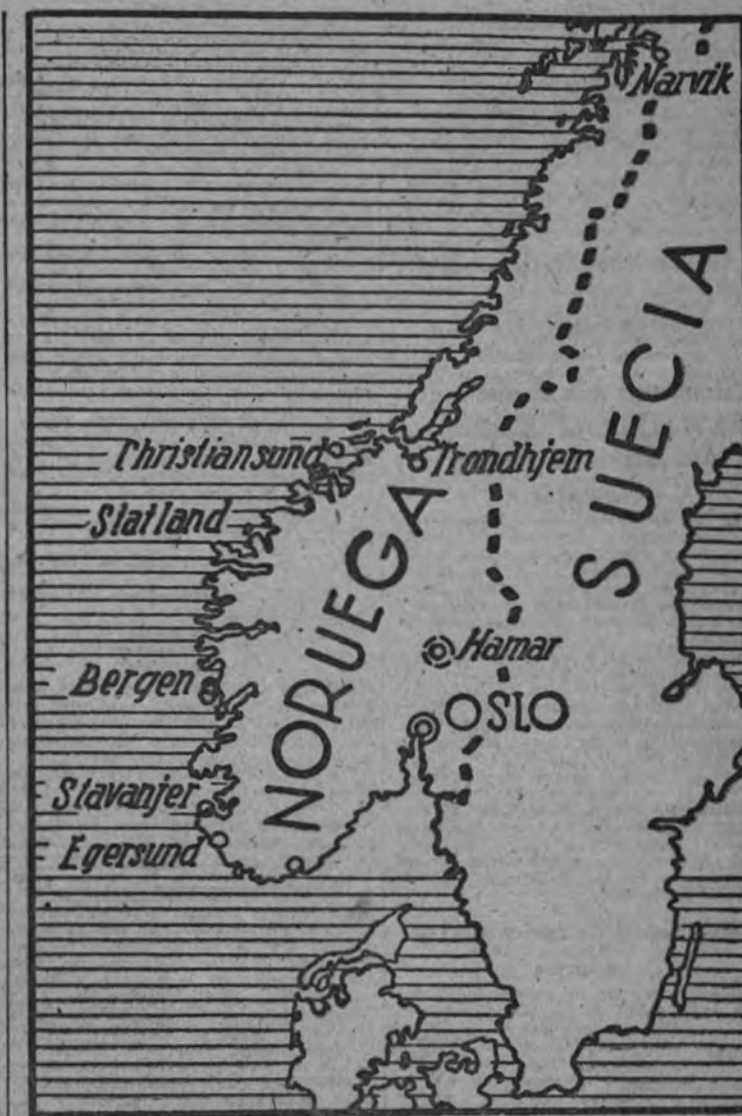 Narvik
SUECIA
Christiansund
Trondhjem
Statland
NORUEGA
Hamar
Bergen
OSLO
Stavanjer
Egersund